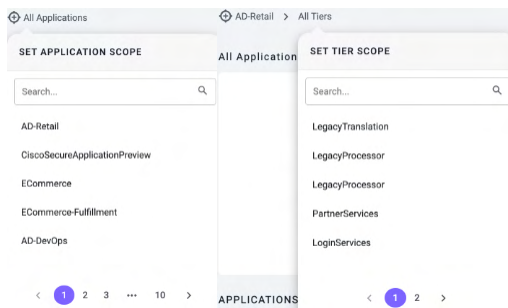 All Applications
SET APPLICATION SCOPE
Search...
AD-Retail
CiscoSecureApplicationPreview
ECommerce
ECommerce-Fulfillment
AD-DevOps
< 1 2 3 ••• 10 >
AD-Retail > All Tiers
All Application
SET TIER SCOPE
Search...
LegacyTranslation
LegacyProcessor
LegacyProcessor
PartnerServices
LoginServices
APPLICATIONS
< 1 2 >